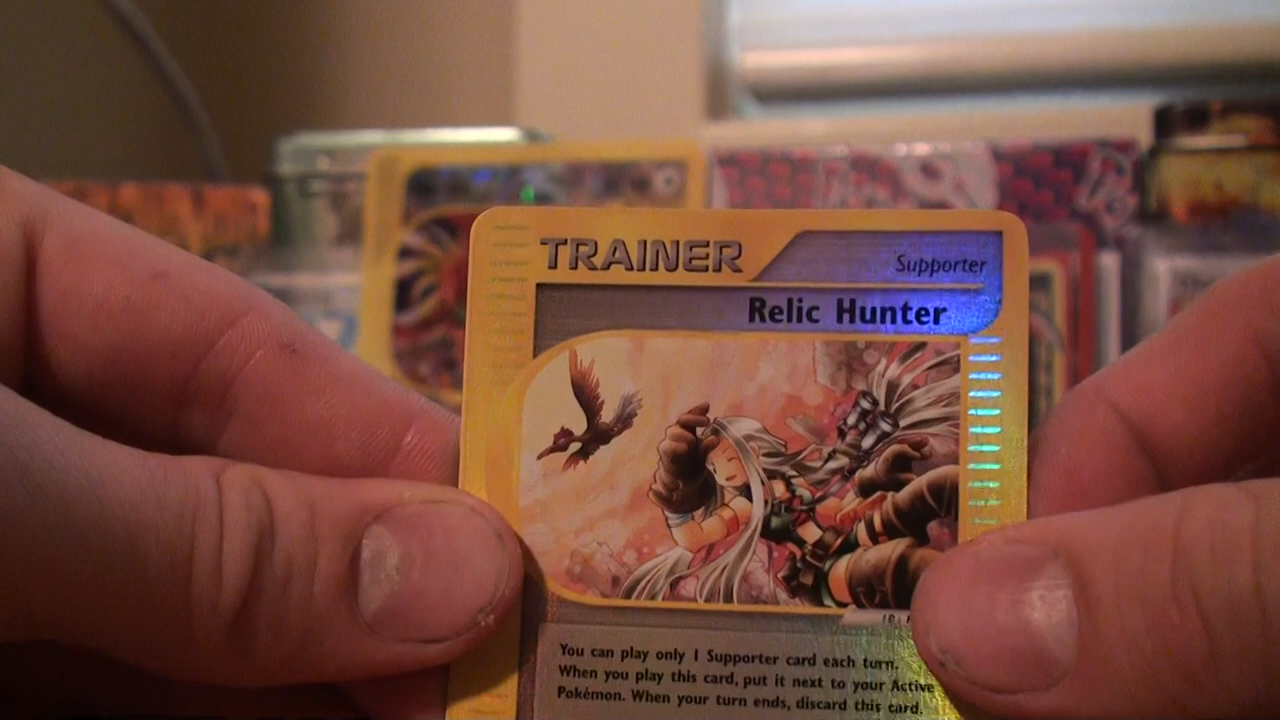 TRAINER
Supporter
Relic Hunter
You can play only 1 Supporter card each turn.
When you play this card, put it next to your Active
Pokémon. When your turn ends, discard this card.